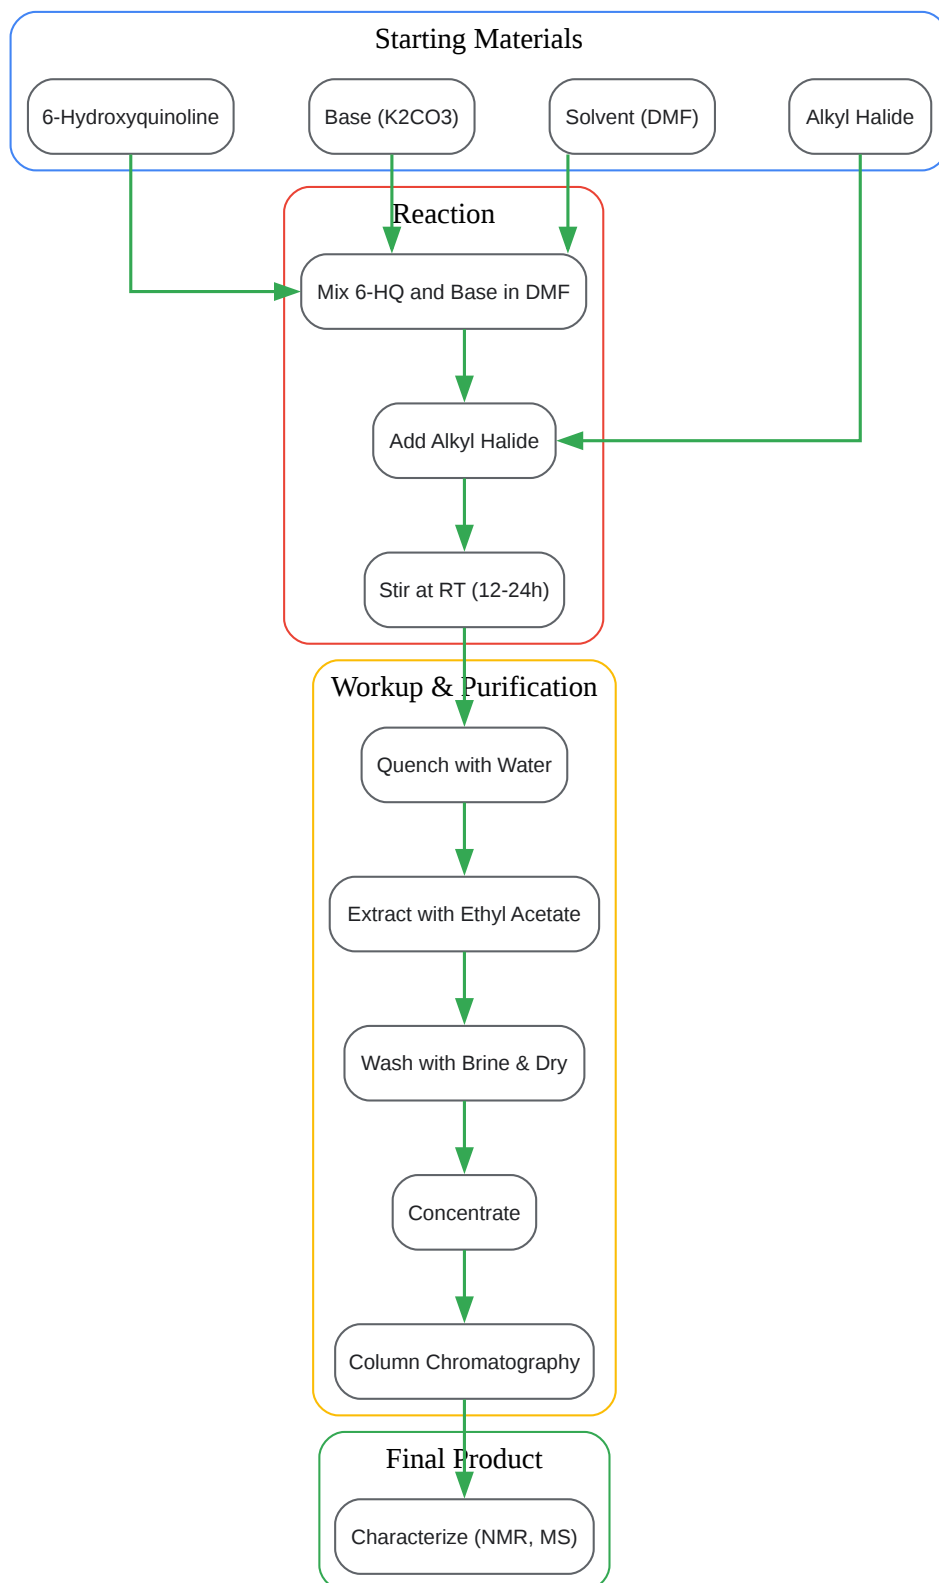 Starting Materials
6-Hydroxyquinoline
Base (K2CO3)
Solvent (DMF)
Alkyl Halide
Reaction
Mix 6-HQ and Base in DMF
Add Alkyl Halide
Stir at RT (12-24h)
Workup & Purification
Quench with Water
Extract with Ethyl Acetate
Wash with Brine & Dry
Concentrate
Column Chromatography
Final Product
Characterize (NMR, MS)